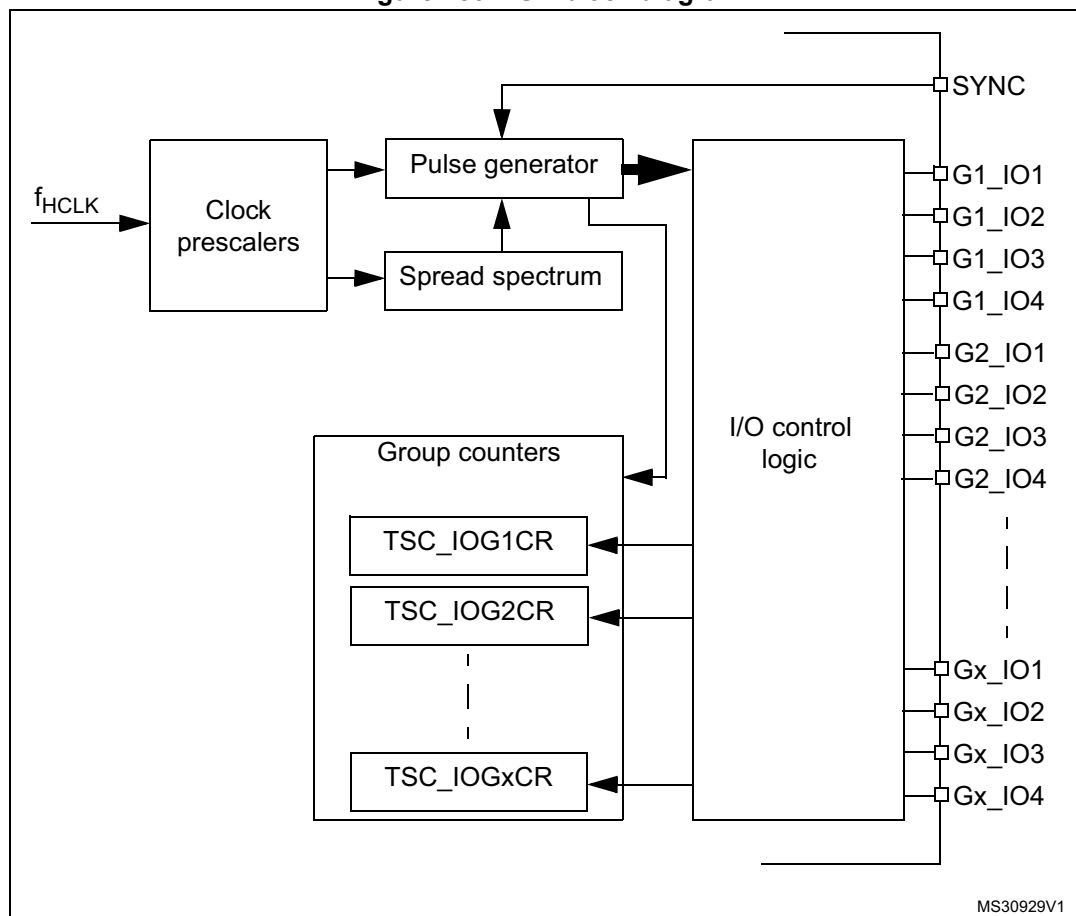 SYNC
Pulse generator
G1_IO1
fHCLK
Clock
prescalers
G1_IO2
G1_IO3
Spread spectrum
G1_IO4
G2_IO1
G2_IO2
I/O control
logic
G2_IO3
Group counters
G2_IO4
TSC_IOG1CR
TSC_IOG2CR
Gx_IO1
Gx_IO2
Gx_IO3
TSC_IOGxCR
Gx_IO4
MS30929V1